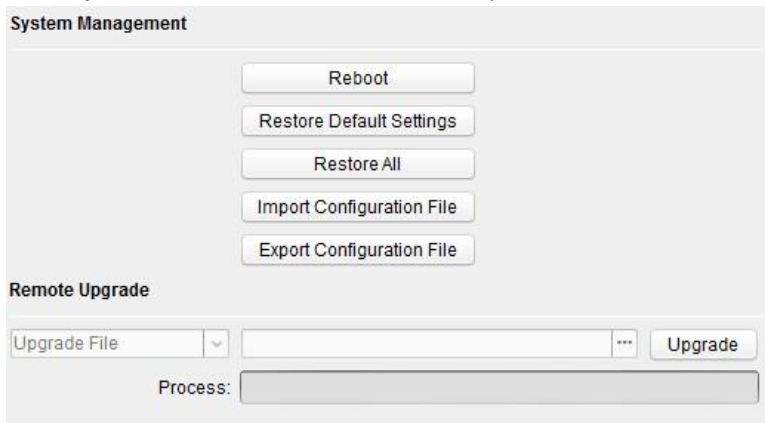 System Management
Reboot
Restore Default Settings
Restore All
Import Configuration File
Export Configuration File
Remote Upgrade
Upgrade File ... Upgrade
Process: